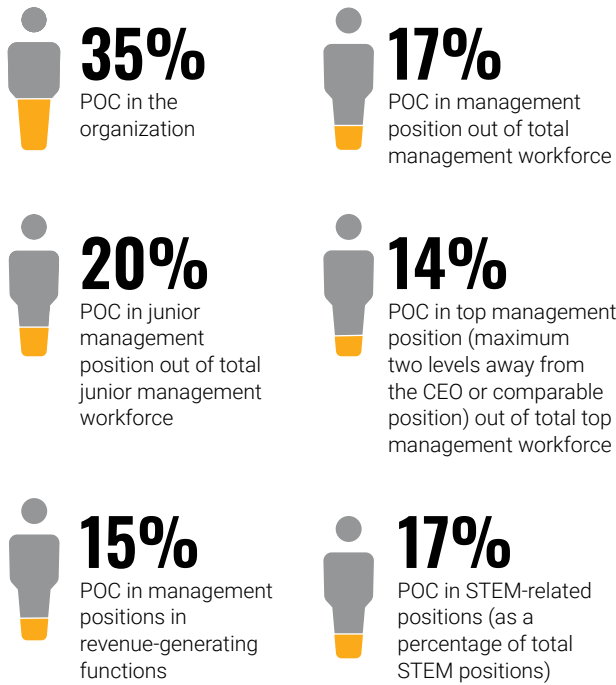 35%
POC in the
organization
17%
POC in management
position out of total
management workforce
20%
POC in junior
management
position out of total
junior management
workforce
14%
POC in top management
position (maximum
two levels away from
the CEO or comparable
position) out of total top
management workforce
15%
POC in management
positions in
revenue-generating
functions
17%
POC in STEM-related
positions (as a
percentage of total
STEM positions)